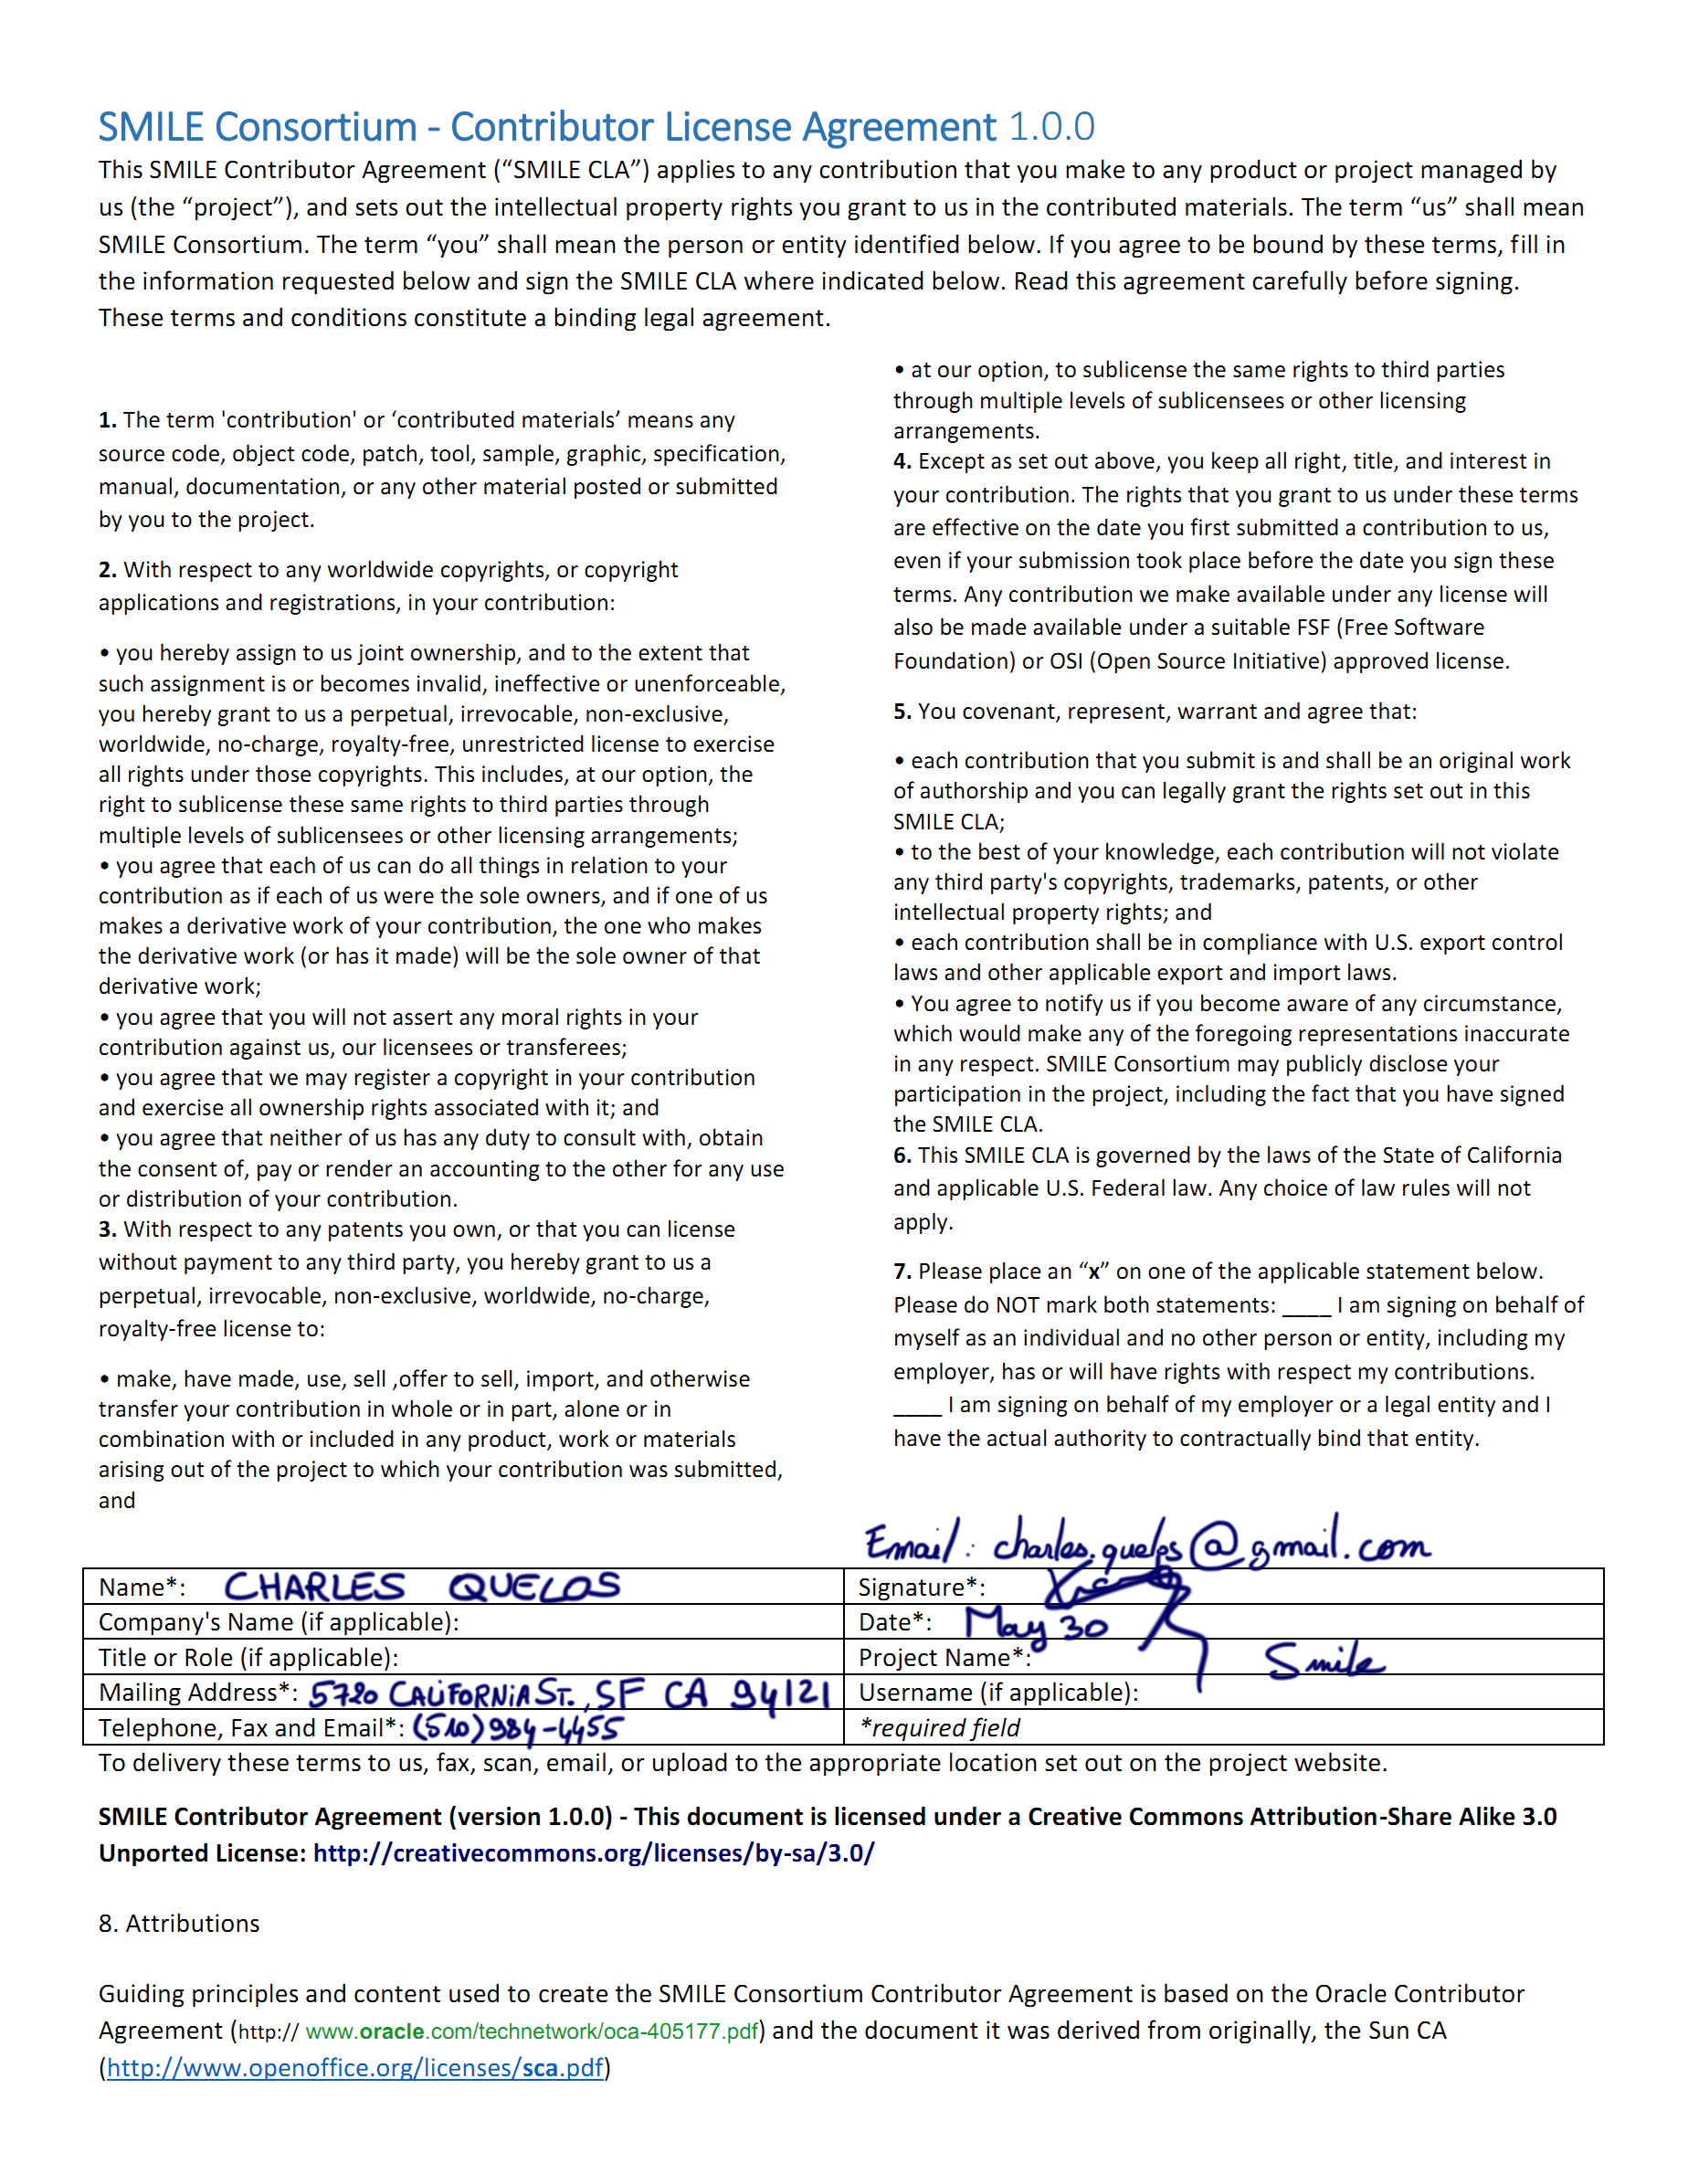 SMILE Consortium - Contributor License Agreement 1.0.0
This SMILE Contributor Agreement (“SMILE CLA”) applies to any contribution that you make to any product or project managed by
us (the “project”), and sets out the intellectual property rights you grant to us in the contributed materials. The term “us” shall mean
SMILE Consortium. The term “you” shall mean the person or entity identified below. If you agree to be bound by these terms, fill in
the information requested below and sign the SMILE CLA where indicated below. Read this agreement carefully before signing.
These terms and conditions constitute a binding legal agreement.
1. The term 'contribution' or ‘contributed materials’ means any
source code, object code, patch, tool, sample, graphic, specification,
manual, documentation, or any other material posted or submitted
by you to the project.
2. With respect to any worldwide copyrights, or copyright
applications and registrations, in your contribution:
• you hereby assign to us joint ownership, and to the extent that
such assignment is or becomes invalid, ineffective or unenforceable,
you hereby grant to us a perpetual, irrevocable, non-exclusive,
worldwide, no-charge, royalty-free, unrestricted license to exercise
all rights under those copyrights. This includes, at our option, the
right to sublicense these same rights to third parties through
multiple levels of sublicensees or other licensing arrangements;
• you agree that each of us can do all things in relation to your
contribution as if each of us were the sole owners, and if one of us
makes a derivative work of your contribution, the one who makes
the derivative work (or has it made) will be the sole owner of that
derivative work;
• you agree that you will not assert any moral rights in your
contribution against us, our licensees or transferees;
• you agree that we may register a copyright in your contribution
and exercise all ownership rights associated with it; and
• you agree that neither of us has any duty to consult with, obtain
the consent of, pay or render an accounting to the other for any use
or distribution of your contribution.
3. With respect to any patents you own, or that you can license
without payment to any third party, you hereby grant to us a
perpetual, irrevocable, non-exclusive, worldwide, no-charge,
royalty-free license to:
• make, have made, use, sell ,offer to sell, import, and otherwise
transfer your contribution in whole or in part, alone or in
combination with or included in any product, work or materials
arising out of the project to which your contribution was submitted,
and
• at our option, to sublicense the same rights to third parties
through multiple levels of sublicensees or other licensing
arrangements.
4. Except as set out above, you keep all right, title, and interest in
your contribution. The rights that you grant to us under these terms
are effective on the date you first submitted a contribution to us,
even if your submission took place before the date you sign these
terms. Any contribution we make available under any license will
also be made available under a suitable FSF (Free Software
Foundation) or OSI (Open Source Initiative) approved license.
5. You covenant, represent, warrant and agree that:
• each contribution that you submit is and shall be an original work
of authorship and you can legally grant the rights set out in this
SMILE CLA;
• to the best of your knowledge, each contribution will not violate
any third party's copyrights, trademarks, patents, or other
intellectual property rights; and
• each contribution shall be in compliance with U.S. export control
laws and other applicable export and import laws.
• You agree to notify us if you become aware of any circumstance,
which would make any of the foregoing representations inaccurate
in any respect. SMILE Consortium may publicly disclose your
participation in the project, including the fact that you have signed
the SMILE CLA.
6. This SMILE CLA is governed by the laws of the State of California
and applicable U.S. Federal law. Any choice of law rules will not
apply.
7. Please place an “x” on one of the applicable statement below.
Please do NOT mark both statements: ____ I am signing on behalf of
myself as an individual and no other person or entity, including my
employer, has or will have rights with respect my contributions.
____ I am signing on behalf of my employer or a legal entity and I
have the actual authority to contractually bind that entity.
Email: charles.quelos@gmail.com
Name*: CHARLES QUELOS
Signature*:
Company's Name (if applicable):
Date*: May 30
Title or Role (if applicable):
Project Name*: Smile
Mailing Address*: 5720 CALIFORNIA ST., SF CA 94121
Username (if applicable):
Telephone, Fax and Email*: (510)984-4455
*required field
To delivery these terms to us, fax, scan, email, or upload to the appropriate location set out on the project website.
SMILE Contributor Agreement (version 1.0.0) - This document is licensed under a Creative Commons Attribution-Share Alike 3.0
Unported License: http://creativecommons.org/licenses/by-sa/3.0/
8. Attributions
Guiding principles and content used to create the SMILE Consortium Contributor Agreement is based on the Oracle Contributor
Agreement (http:// www.oracle.com/technetwork/oca-405177.pdf) and the document it was derived from originally, the Sun CA
(http://www.openoffice.org/licenses/sca.pdf)